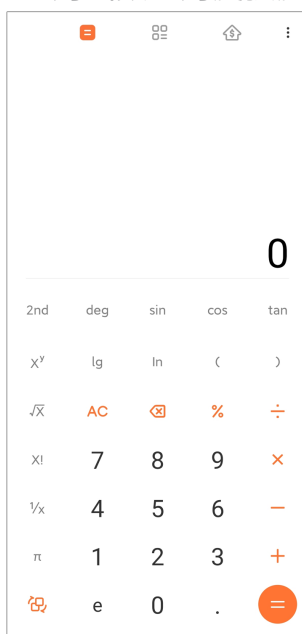 0
2nd deg sin cos tan
Xʸ lg ln ( )
√X AC % ÷
X! 7 8 9 ×
¹/x 4 5 6 −
π 1 2 3 +
e 0 . =